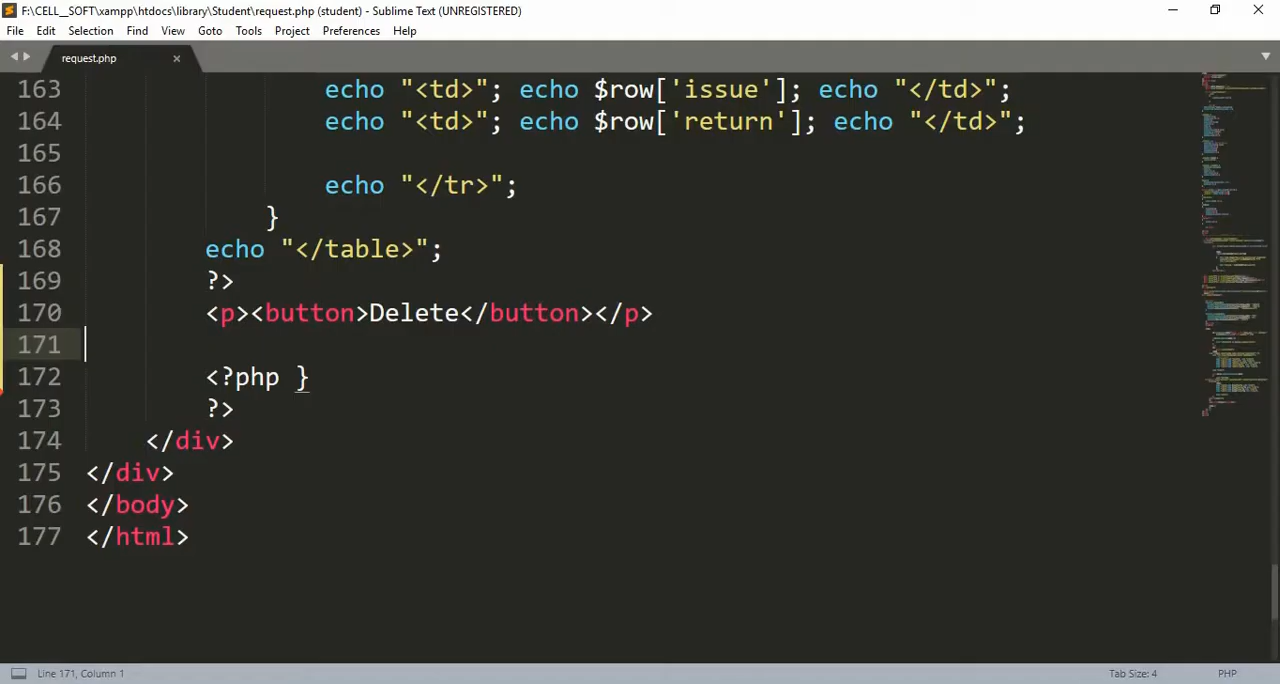 F:\CELL__SOFT\xampp\htdocs\library\Student\request.php (student) - Sublime Text (UNREGISTERED)
File Edit Selection Find View Goto Tools Project Preferences Help
request.php ×
163 echo "<td>"; echo $row['issue']; echo "</td>";
164 echo "<td>"; echo $row['return']; echo "</td>";
165
166 echo "</tr>";
167 }
168 echo "</table>";
169 ?>
170 <p><button>Delete</button></p>
171
172 <?php }
173 ?>
174 </div>
175 </div>
176 </body>
177 </html>
Line 171, Column 1 Tab Size: 4 PHP